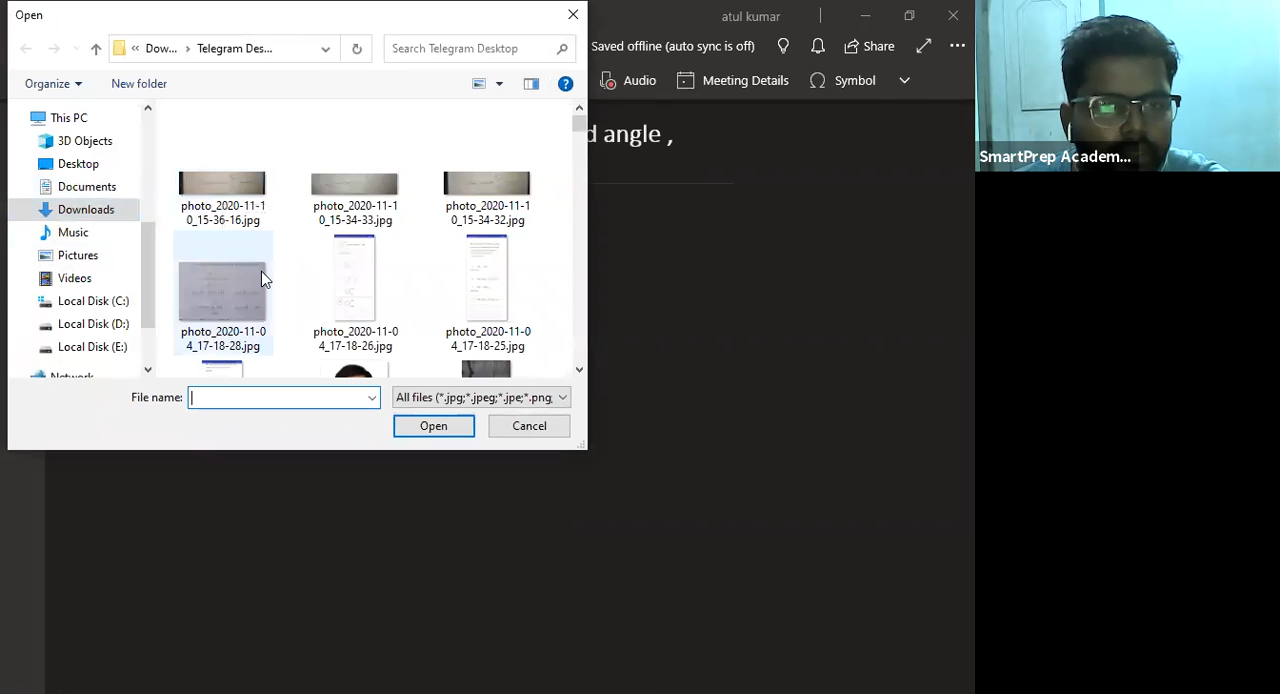 Open
atul kumar
Dow...
Telegram Des...
Search Telegram Desktop
Saved offline (auto sync is off)
Share
Organize
New folder
Audio
Meeting Details
Symbol
This PC
3D Objects
Desktop
Documents
Downloads
Music
Pictures
Videos
Local Disk (C:)
Local Disk (D:)
Local Disk (E:)
photo_2020-11-1
0_15-36-16.jpg
photo_2020-11-1
0_15-34-33.jpg
photo_2020-11-1
0_15-34-32.jpg
photo_2020-11-0
4_17-18-28.jpg
photo_2020-11-0
4_17-18-26.jpg
photo_2020-11-0
4_17-18-25.jpg
d angle ,
SmartPrep Academ...
File name:
All files (*.jpg;*.jpeg;*.jpe;*.png,
Open
Cancel